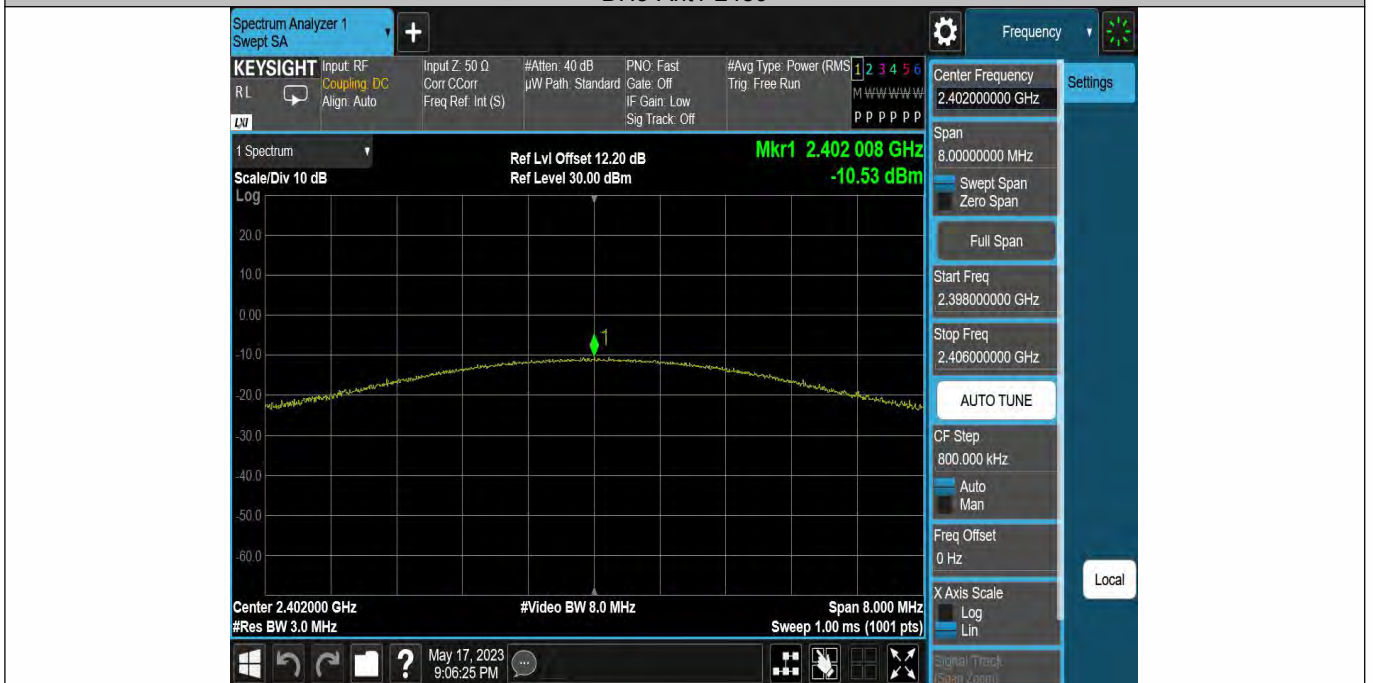 Spectrum Analyzer 1
Swept SA
Frequency
KEYSIGHT
RL
LXI
Input: RF
Coupling: DC
Align: Auto
Input Z: 50 Ω
Corr CCorr
Freq Ref: Int (S)
#Atten: 40 dB
µW Path: Standard
PNO: Fast
Gate: Off
IF Gain: Low
Sig Track: Off
#Avg Type: Power (RMS
Trig: Free Run
1 2 3 4 5 6
M W W W W W
P P P P P P
Center Frequency
2.402000000 GHz
Settings
Span
8.00000000 MHz
Swept Span
Zero Span
Full Span
Start Freq
2.398000000 GHz
Stop Freq
2.406000000 GHz
AUTO TUNE
CF Step
800.000 kHz
Auto
Man
Freq Offset
0 Hz
X Axis Scale
Log
Lin
Signal Track
(Span Zoom)
Local
1 Spectrum
Scale/Div 10 dB
Log
Ref Lvl Offset 12.20 dB
Ref Level 30.00 dBm
Mkr1 2.402 008 GHz
-10.53 dBm
20.0
10.0
0.00
1
-10.0
-20.0
-30.0
-40.0
-50.0
-60.0
Center 2.402000 GHz
#Res BW 3.0 MHz
#Video BW 8.0 MHz
Span 8.000 MHz
Sweep 1.00 ms (1001 pts)
May 17, 2023
9:06:25 PM